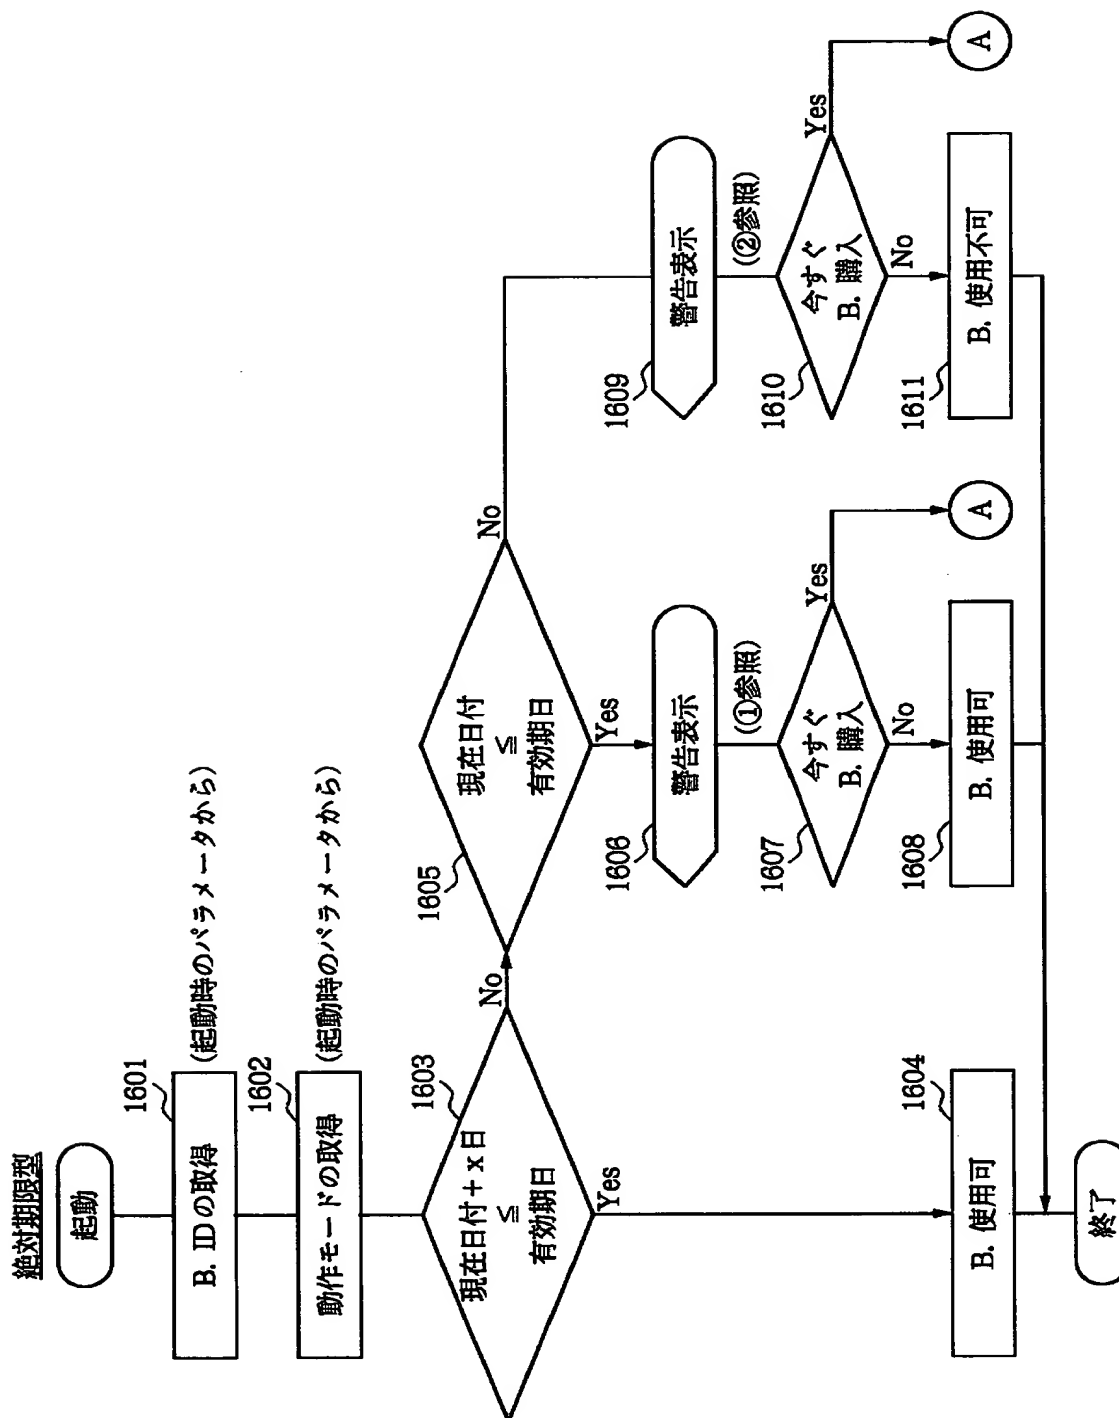 絶対期限型
起動
1601
B. IDの取得
(起動時のパラメータから)
1602
動作モードの取得
(起動時のパラメータから)
1603
現在日付+x日
≦
有効期日
No
Yes
1604
B. 使用可
終了
1605
現在日付
≦
有効期日
No
Yes
1606
警告表示
(①参照)
1607
今すぐ
B. 購入
Yes
No
A
1608
B. 使用可
1609
警告表示
(②参照)
1610
今すぐ
B. 購入
Yes
No
A
1611
B. 使用不可